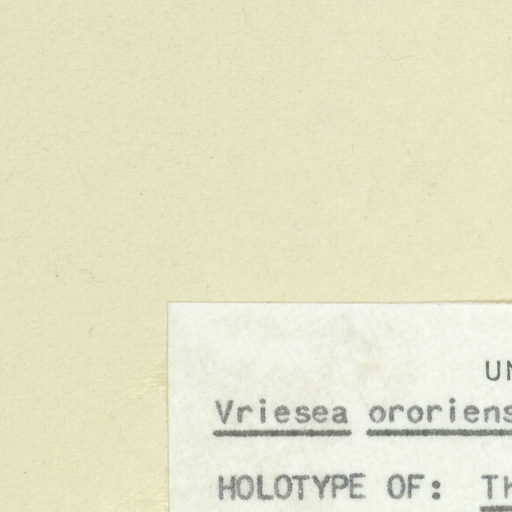 UN
Vriesea ororiens
HOLOTYPE OF: Th